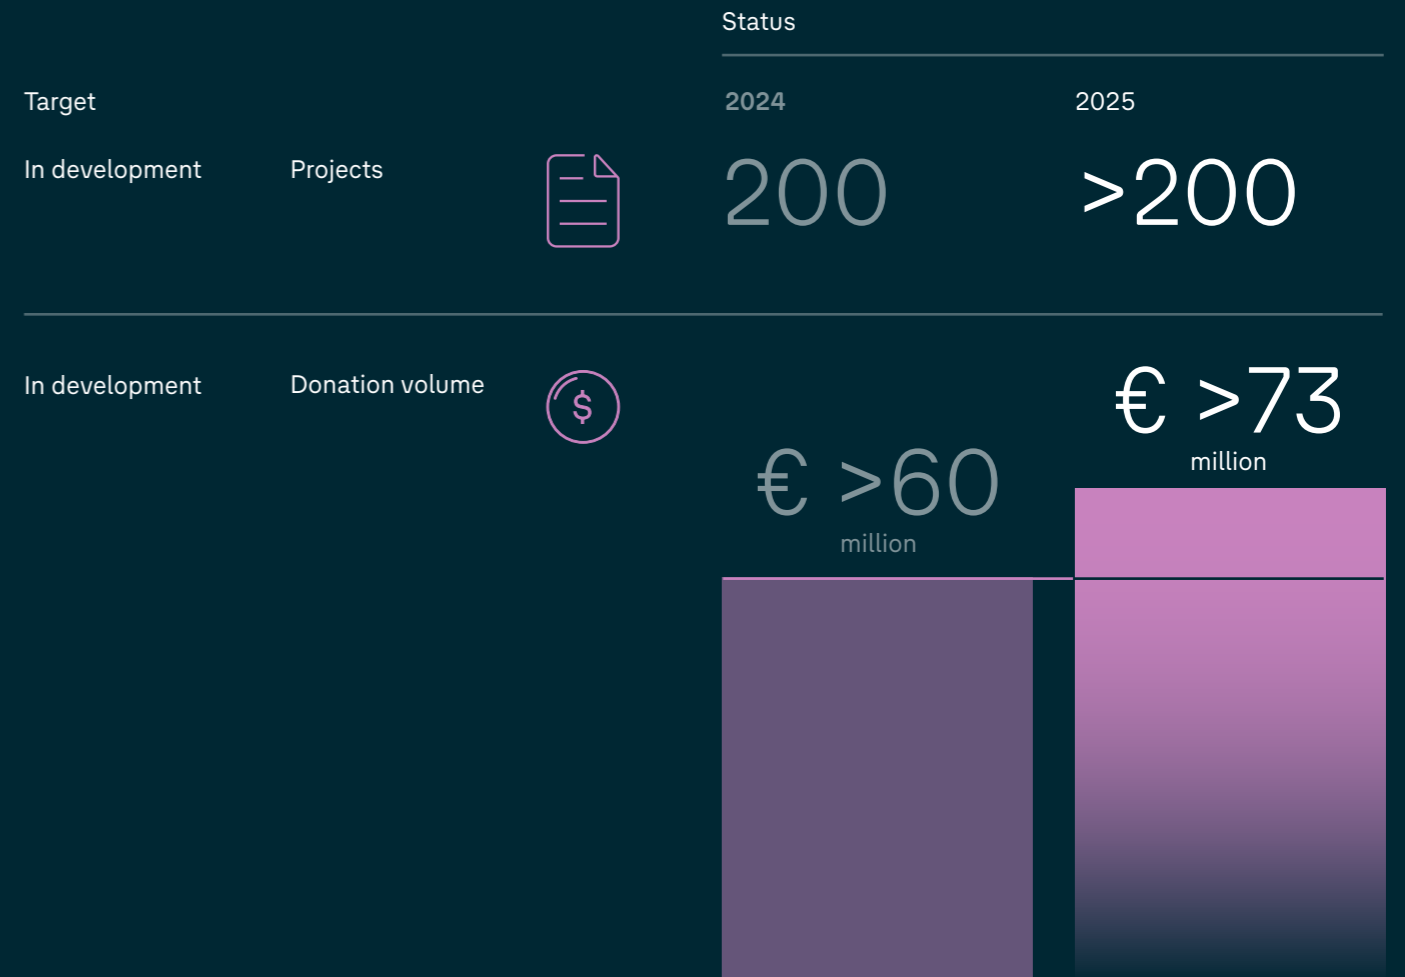 Status
Target
2024
2025
In development
Projects
200
>200
In development
Donation volume
$
€ >73
million
€ >60
million